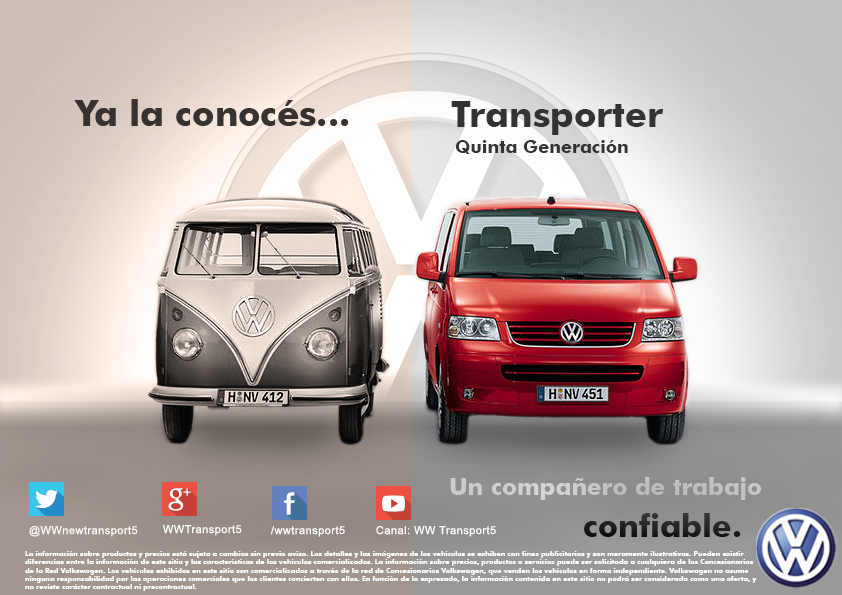 Ya la conocés...
Transporter
Quinta Generación
H NV 412
H NV 451
@WWnewtransport5
WWTransport5
/wwtransport5
Canal: WW Transport5
Un compañero de trabajo
confiable.
La información sobre productos y precios está sujeta a cambios sin previo aviso. Los detalles y las imágenes de los vehículos se exhiben con fines publicitarios y son meramente ilustrativas. Pueden existir
diferencias entre la información de este sitio y las características de los vehículos comercializados. La información sobre precios, productos o servicios puede ser solicitada a cualquiera de los Concesionarios
de la Red Volkswagen. Los vehículos exhibidos en este sitio son comercializados a través de la red de Concesionarios Volkswagen, que venden los vehículos en forma independiente. Volkswagen no asume
ninguna responsabilidad por las operaciones comerciales que los clientes concierten con ellos. En función de lo expresado, la información contenida en este sitio no podrá ser considerada como una oferta, y
no reviste carácter contractual ni precontractual.